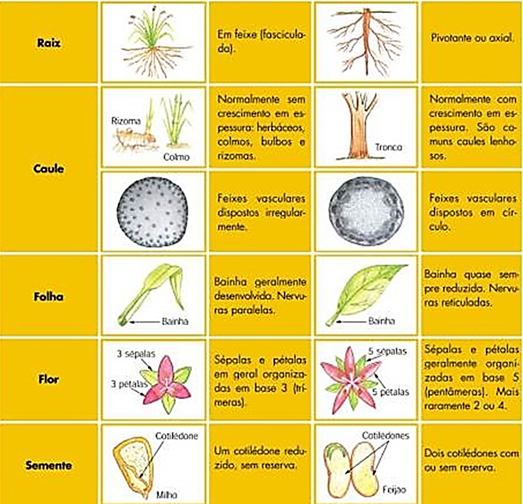 Raiz
Em feixe (fascicula-
da).
Pivotante ou axial.
Caule
Rizoma
Colmo
Normalmente sem
crescimento em es-
pessura: herbáceos,
colmos, bulbos e
rizomas.
Tronco
Normalmente com
crescimento em es-
pessura. São co-
muns caules lenho-
sos.
Feixes vasculares
dispostos irregular-
mente.
Feixes vasculares
dispostos em cír-
culo.
Folha
Bainha
Bainha geralmente
desenvolvida. Nervu-
ras paralelas.
Bainha
Bainha quase sem-
pre reduzida. Nerv-
uras reticuladas.
Flor
3 sépalas
3 pétalas
Sépalas e pétalas
em geral organiza-
das em base 3 (trí-
meras).
5 sépalas
5 pétalas
Sépalas e pétalas
geralmente organi-
zadas em base 5
(pentâmeras). Mais
raramente 2 ou 4.
Semente
Cotilédone
Milho
Um cotilédone redu-
zido, sem reserva.
Cotilédones
Feijão
Dois cotilédones com
ou sem reserva.